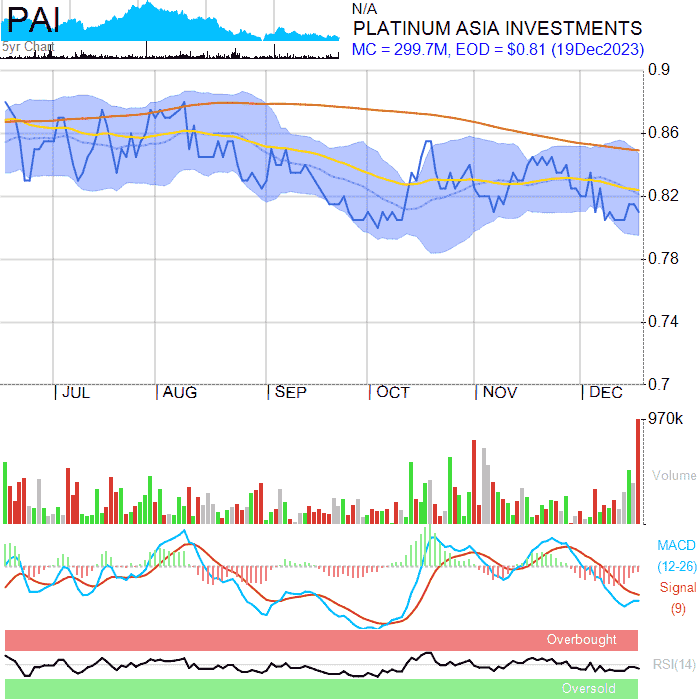 PAI
5yr Chart
N/A
PLATINUM ASIA INVESTMENTS
MC = 299.7M, EOD = $0.81 (19Dec2023)
0.9
0.86
0.82
0.78
0.74
0.7
JUL AUG SEP OCT NOV DEC
970k
Volume
MACD
(12-26)
Signal
(9)
Overbought
RSI(14)
Oversold